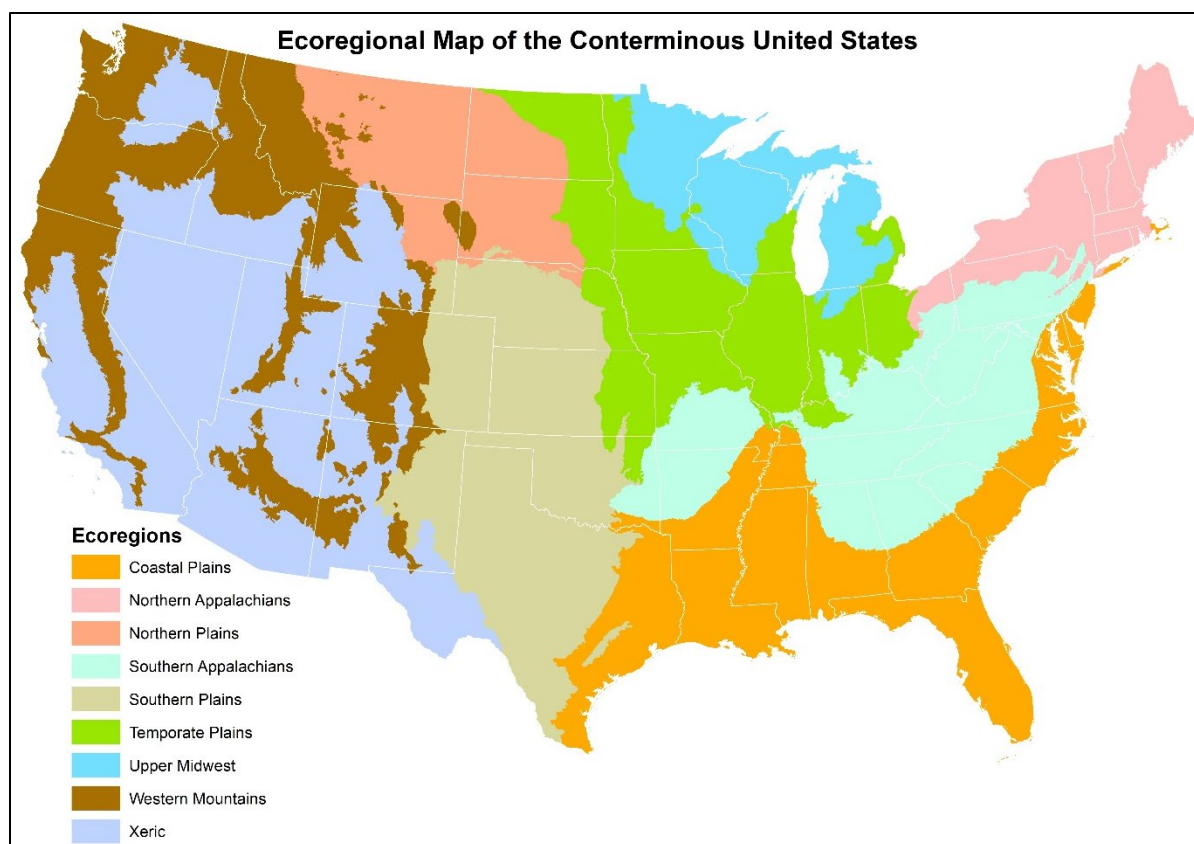 Ecoregional Map of the Conterminous United States
Ecoregions
Coastal Plains
Northern Appalachians
Northern Plains
Southern Appalachians
Southern Plains
Temporate Plains
Upper Midwest
Western Mountains
Xeric